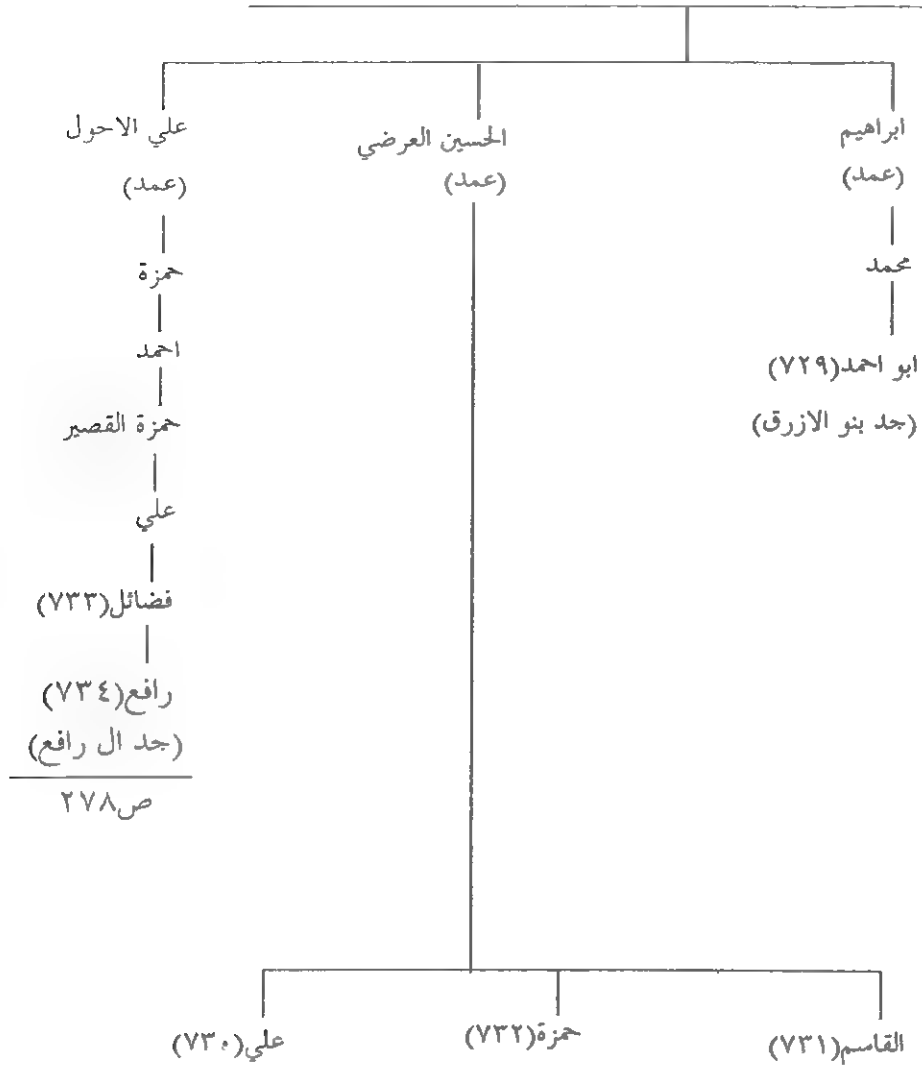 ابراهيم
(عمد)
محمد
ابو احمد(٧٢٩)
(جد بنو الازرق)
الحسين العرضي
(عمد)
القاسم(٧٣١)
حمزة(٧٣٢)
علي(٧٣٠)
علي الاحول
(عمد)
حمزة
احمد
حمزة القصير
علي
فضائل(٧٣٣)
رافع(٧٣٤)
(جد ال رافع)
ص٢٧٨